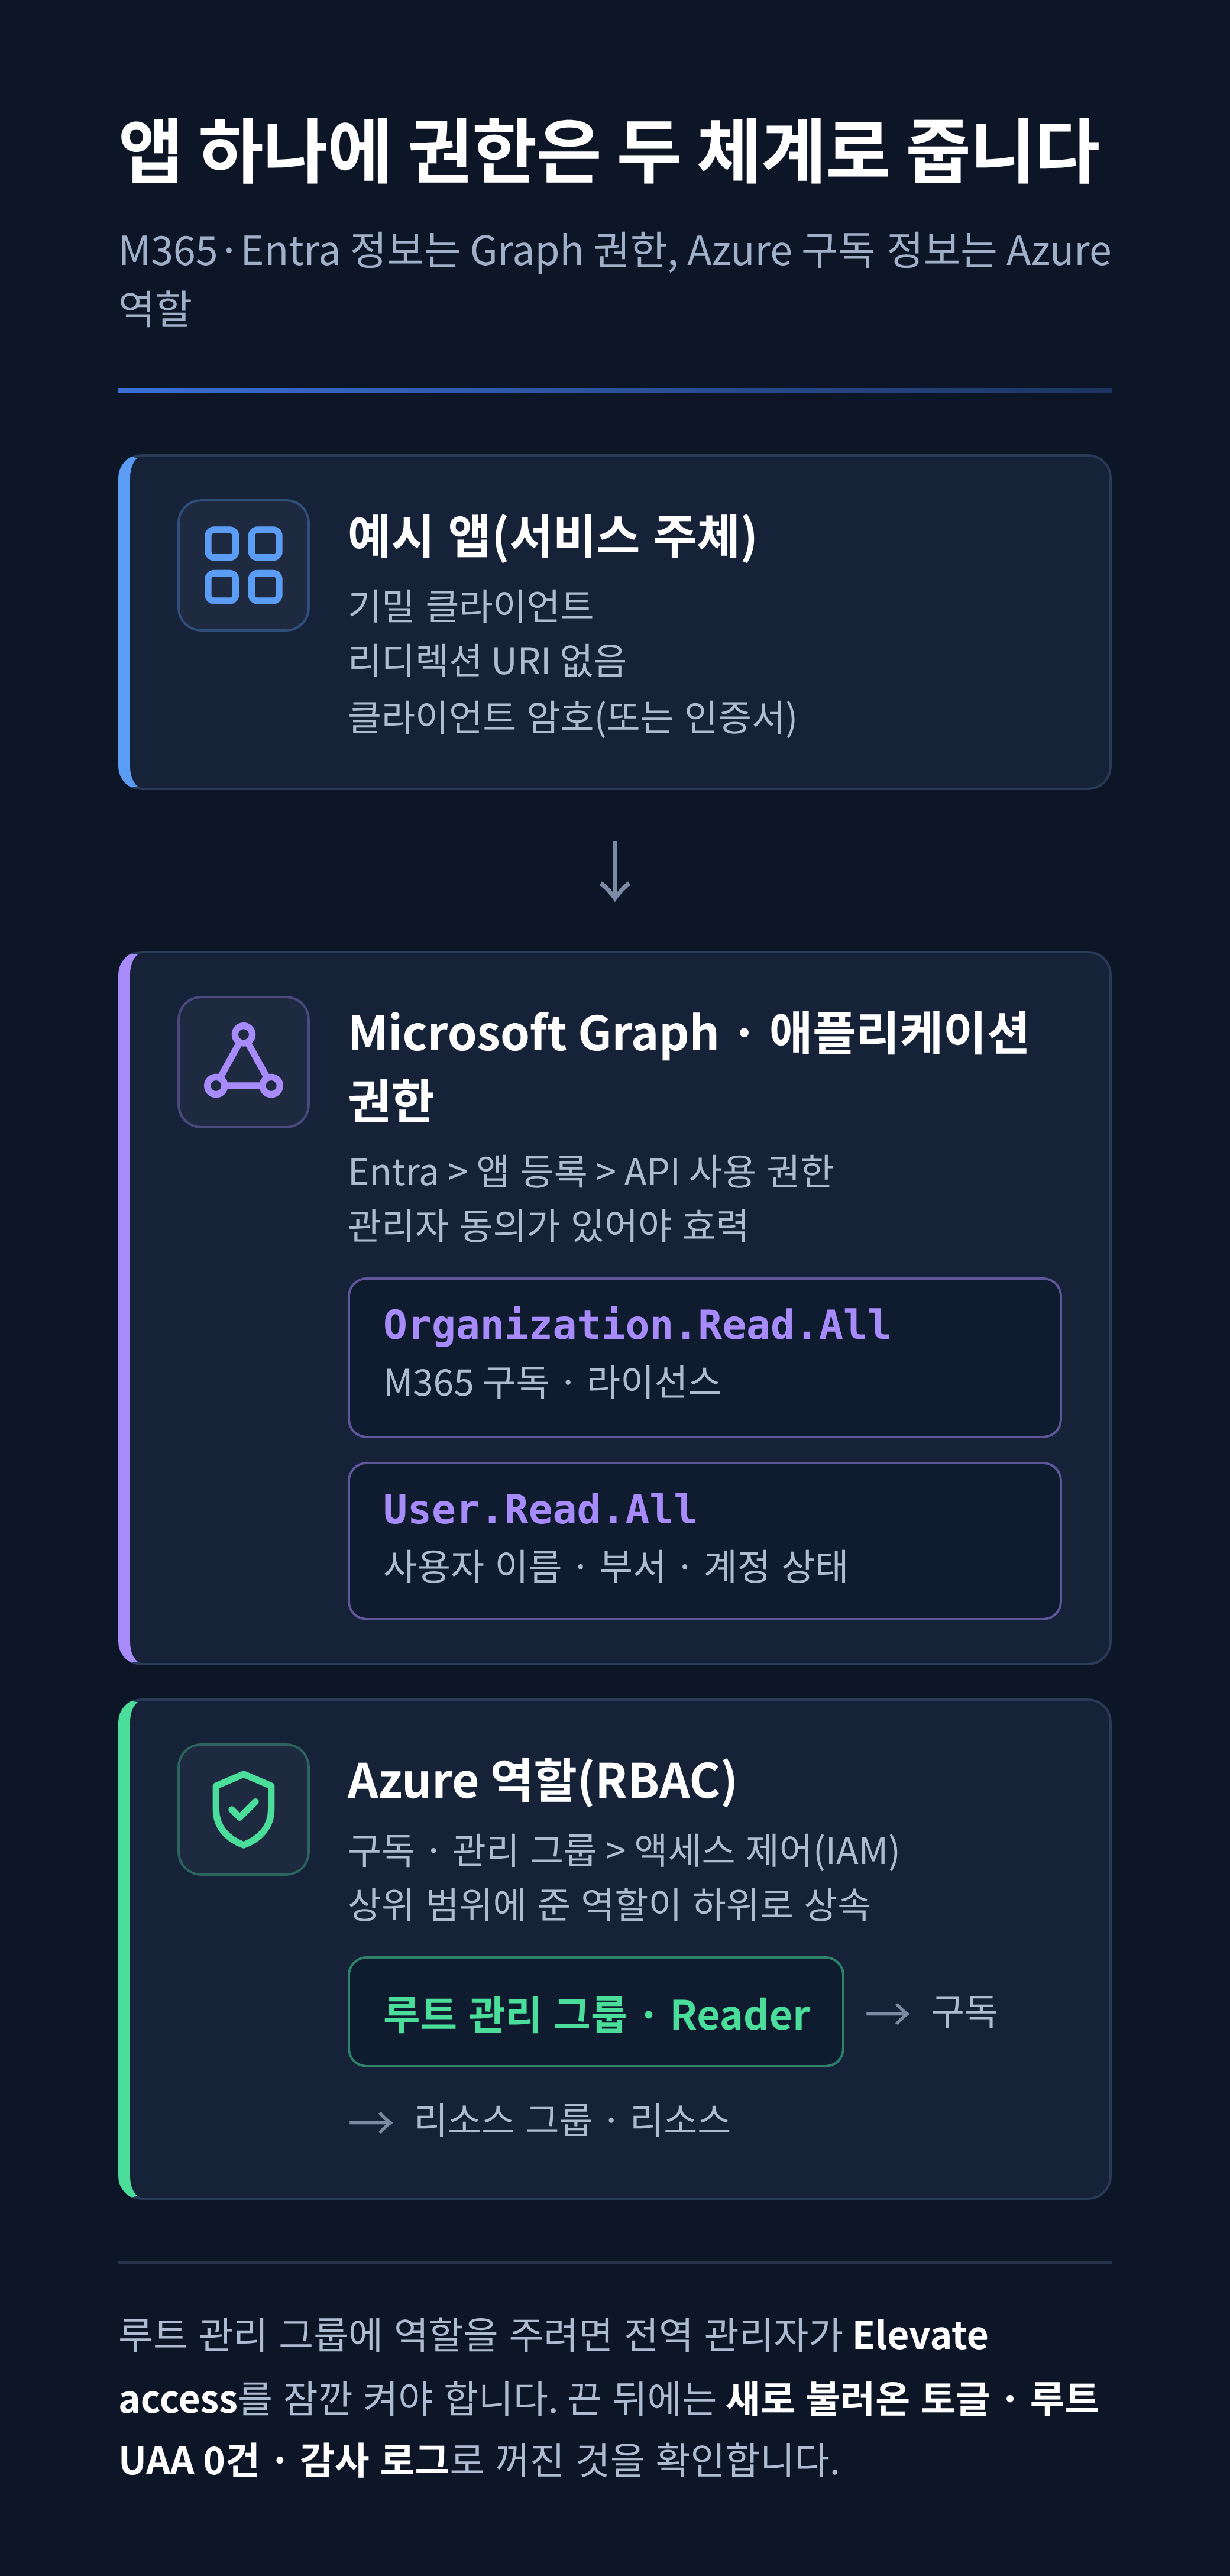 앱 하나에 권한은 두 체계로 줍니다
M365·Entra 정보는 Graph 권한, Azure 구독 정보는 Azure
역할
예시 앱(서비스 주체)
기밀 클라이언트
리디렉션 URI 없음
클라이언트 암호(또는 인증서)
↓
Microsoft Graph · 애플리케이션
권한
Entra > 앱 등록 > API 사용 권한
관리자 동의가 있어야 효력
Organization.Read.All
M365 구독 · 라이선스
User.Read.All
사용자 이름 · 부서 · 계정 상태
Azure 역할(RBAC)
구독 · 관리 그룹 > 액세스 제어(IAM)
상위 범위에 준 역할이 하위로 상속
루트 관리 그룹 · Reader → 구독
→ 리소스 그룹 · 리소스
루트 관리 그룹에 역할을 주려면 전역 관리자가 Elevate
access를 잠깐 켜야 합니다. 끈 뒤에는 새로 불러온 토글 · 루트
UAA 0건 · 감사 로그로 꺼진 것을 확인합니다.